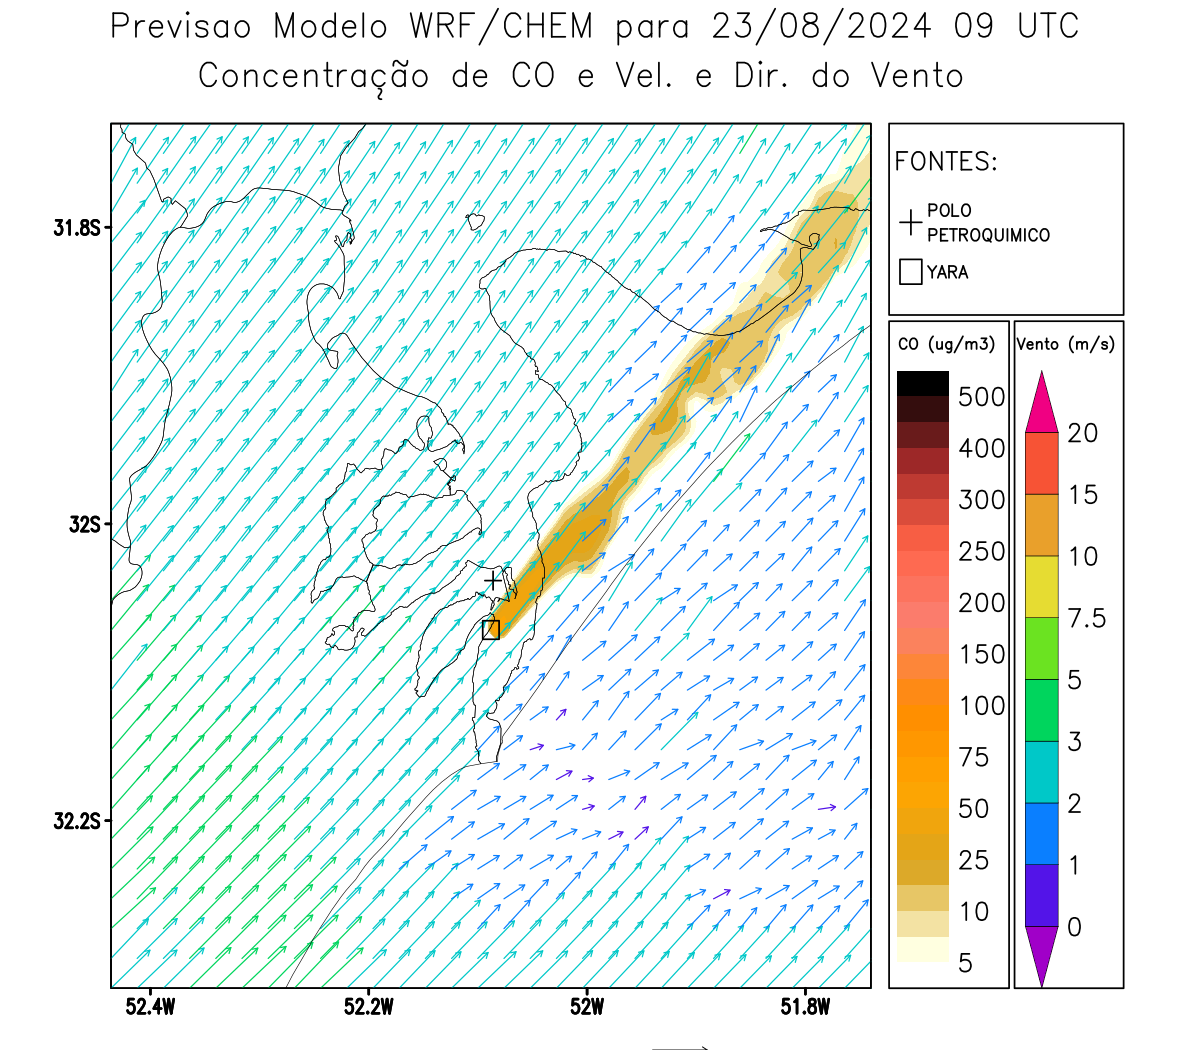 Previsao Modelo WRF/CHEM para 23/08/2024 09 UTC
Concentração de CO e Vel. e Dir. do Vento
FONTES:
POLO
PETROQUIMICO
YARA
CO (ug/m3)
500
400
300
250
200
150
100
75
50
25
10
5
Vento (m/s)
20
15
10
7.5
5
3
2
1
0
31.8S
32S
32.2S
52.4W
52.2W
52W
51.8W